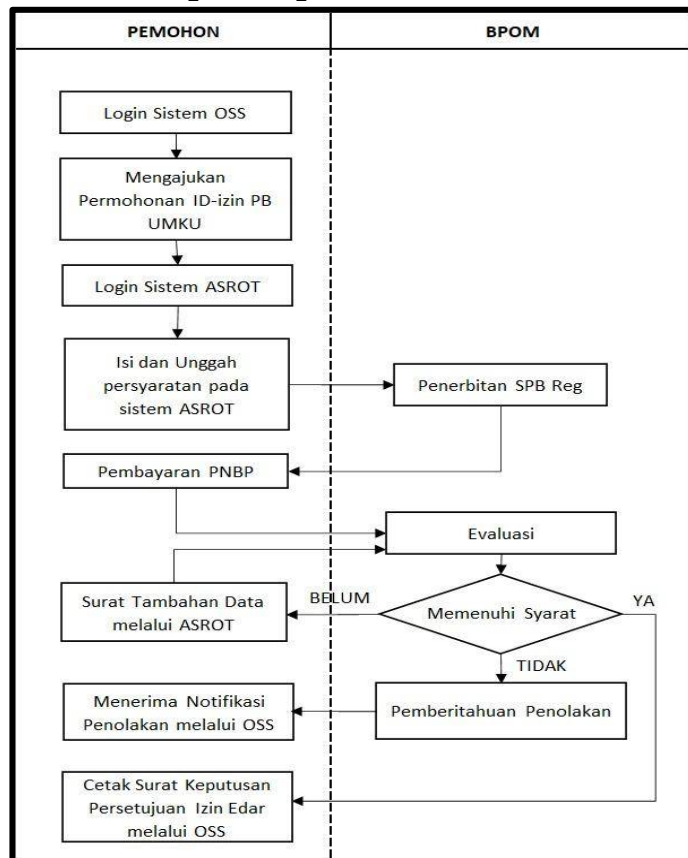 PEMOHON
BPOM
Login Sistem OSS
Mengajukan
Permohonan ID-izin PB
UMKU
Login Sistem ASROT
Isi dan Unggah
persyaratan pada
sistem ASROT
Penerbitan SPB Reg
Pembayaran PNBP
Evaluasi
Surat Tambahan Data
melalui ASROT
BELUM
Memenuhi Syarat
YA
TIDAK
Menerima Notifikasi
Penolakan melalui OSS
Pemberitahuan Penolakan
Cetak Surat Keputusan
Persetujuan Izin Edar
melalui OSS